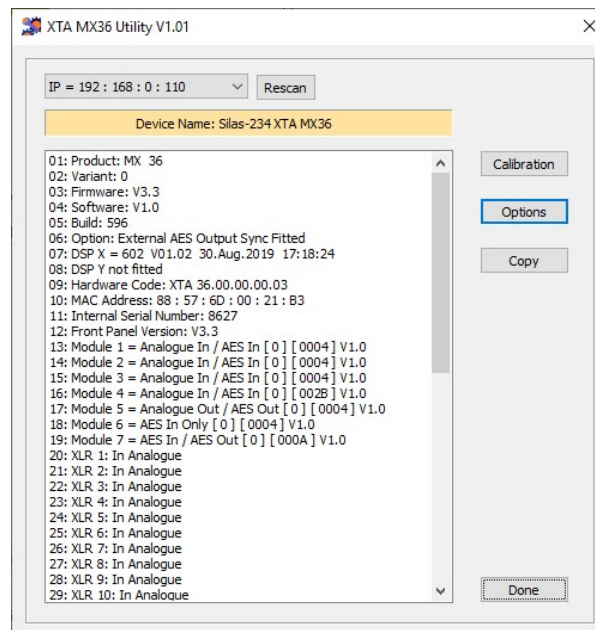 XTA MX36 Utility V1.01
IP = 192 : 168 : 0 : 110
Rescan
Device Name: Silas-234 XTA MX36
01: Product: MX 36
02: Variant: 0
03: Firmware: V3.3
04: Software: V1.0
05: Build: 596
06: Option: External AES Output Sync Fitted
07: DSP X = 602 V01.02 30.Aug.2019 17:18:24
08: DSP Y not fitted
09: Hardware Code: XTA 36.00.00.00.03
10: MAC Address: 88 : 57 : 6D : 00 : 21 : B3
11: Internal Serial Number: 8627
12: Front Panel Version: V3.3
13: Module 1 = Analogue In / AES In [ 0 ] [ 0004 ] V1.0
14: Module 2 = Analogue In / AES In [ 0 ] [ 0004 ] V1.0
15: Module 3 = Analogue In / AES In [ 0 ] [ 0004 ] V1.0
16: Module 4 = Analogue In / AES In [ 0 ] [ 002B ] V1.0
17: Module 5 = Analogue Out / AES Out [ 0 ] [ 0004 ] V1.0
18: Module 6 = AES In Only [ 0 ] [ 0004 ] V1.0
19: Module 7 = AES In / AES Out [ 0 ] [ 000A ] V1.0
20: XLR 1: In Analogue
21: XLR 2: In Analogue
22: XLR 3: In Analogue
23: XLR 4: In Analogue
24: XLR 5: In Analogue
25: XLR 6: In Analogue
26: XLR 7: In Analogue
27: XLR 8: In Analogue
28: XLR 9: In Analogue
29: XLR 10: In Analogue
Calibration
Options
Copy
Done